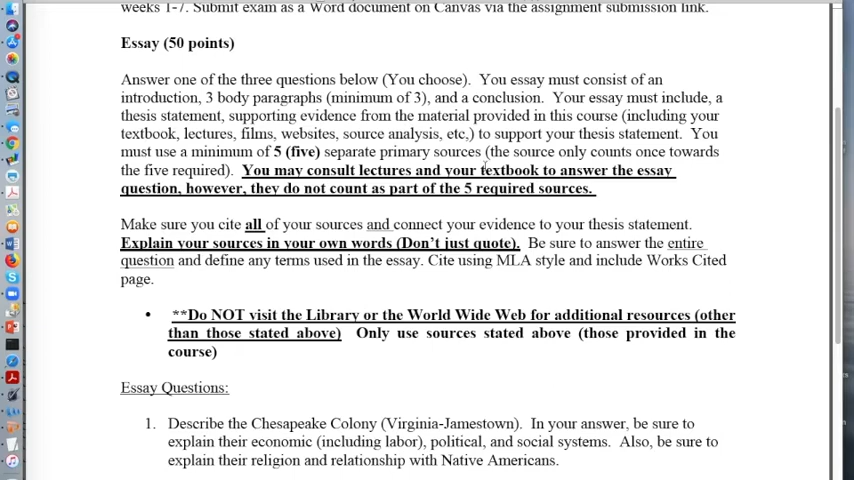 weeks 1-7. Submit exam as a Word document on Canvas via the assignment submission link.
Essay (50 points)
Answer one of the three questions below (You choose). You essay must consist of an
introduction, 3 body paragraphs (minimum of 3), and a conclusion. Your essay must include, a
thesis statement, supporting evidence from the material provided in this course (including your
textbook, lectures, films, websites, source analysis, etc,) to support your thesis statement. You
must use a minimum of 5 (five) separate primary sources (the source only counts once towards
the five required). You may consult lectures and your textbook to answer the essay
question, however, they do not count as part of the 5 required sources.
Make sure you cite all of your sources and connect your evidence to your thesis statement.
Explain your sources in your own words (Don't just quote). Be sure to answer the entire
question and define any terms used in the essay. Cite using MLA style and include Works Cited
page.
• **Do NOT visit the Library or the World Wide Web for additional resources (other
than those stated above) Only use sources stated above (those provided in the
course)
Essay Questions:
1. Describe the Chesapeake Colony (Virginia-Jamestown). In your answer, be sure to
explain their economic (including labor), political, and social systems. Also, be sure to
explain their religion and relationship with Native Americans.